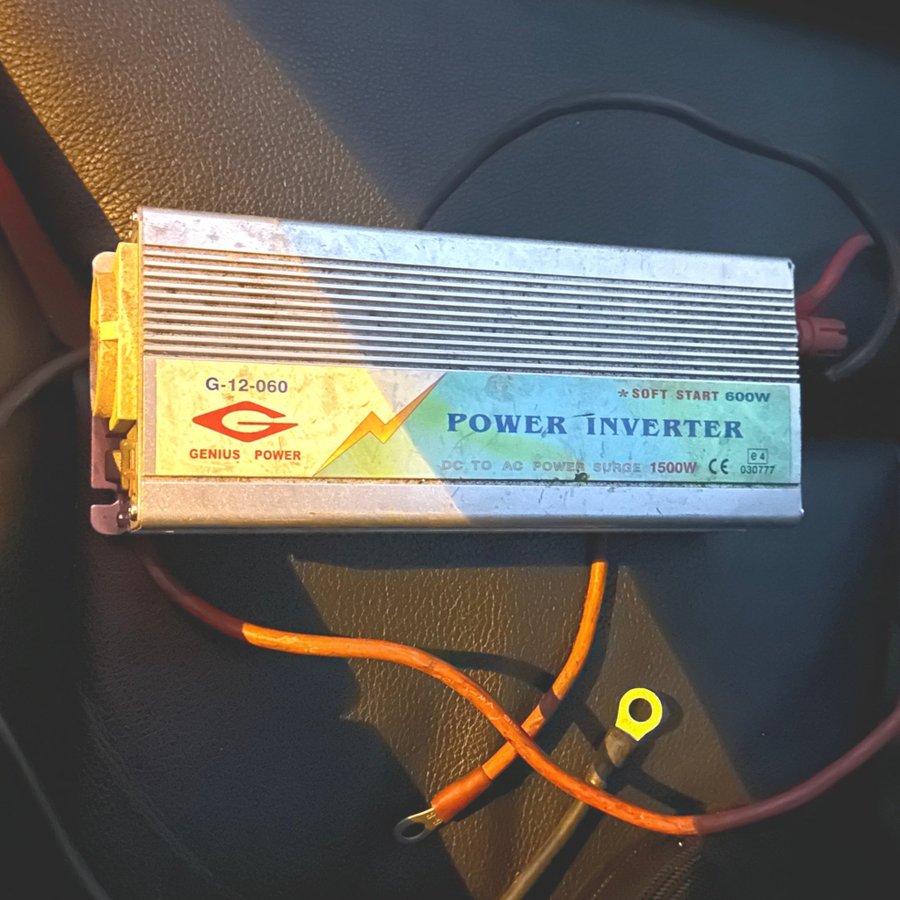 G-12-060
GENIUS POWER
*SOFT START 600W
POWER INVERTER
DC TO AC POWER SURGE 1500W CE e4
030777